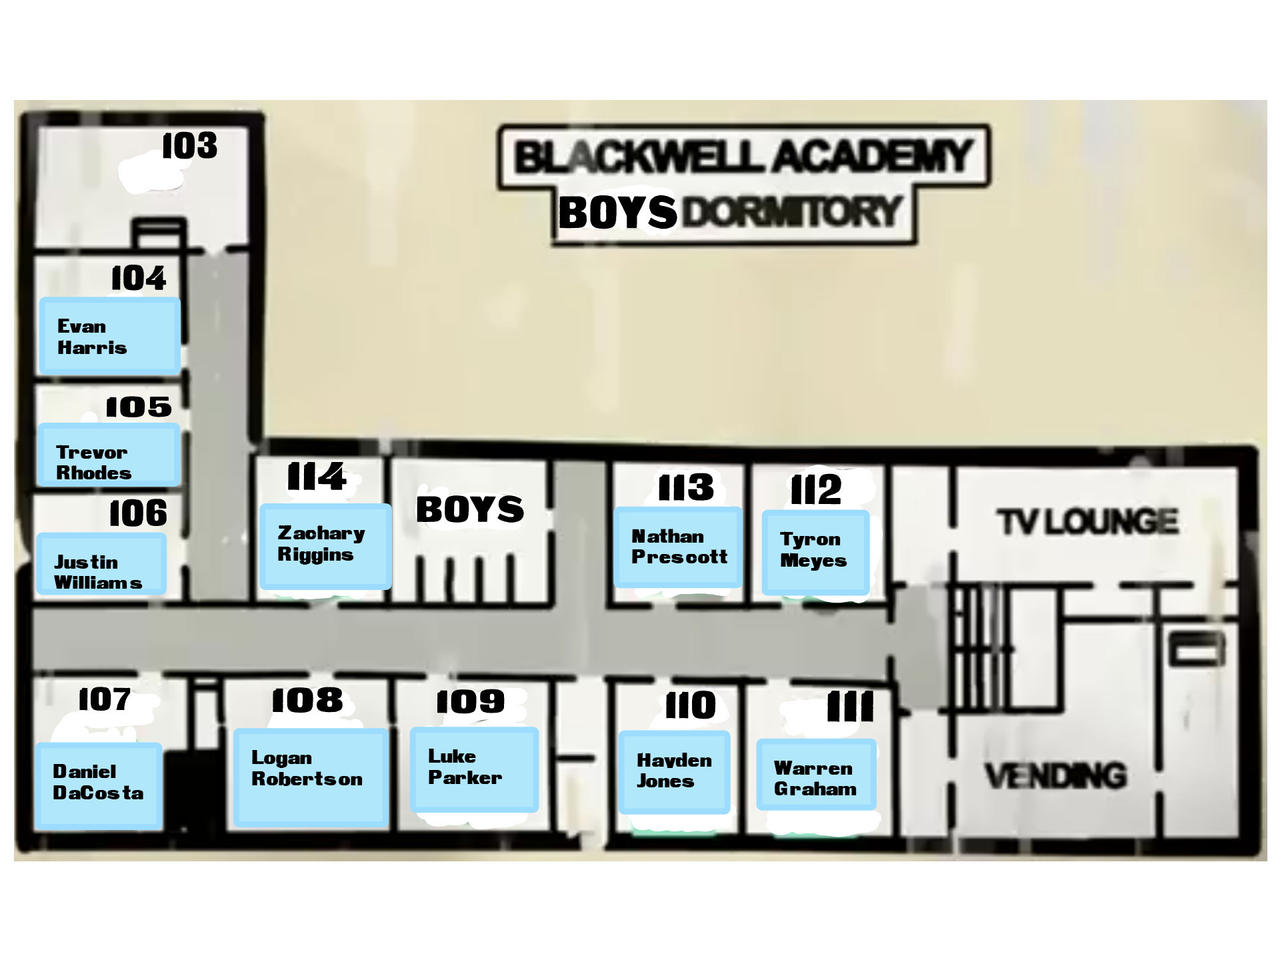 BLACKWELL ACADEMY
BOYS DORMITORY
103
104
Evan
Harris
105
Trevor
Rhodes
106
Justin
Williams
114
Zachary
Riggins
BOYS
113
Nathan
Prescott
112
Tyron
Meyes
TV LOUNGE
107
Daniel
DaCosta
108
Logan
Robertson
109
Luke
Parker
110
Hayden
Jones
111
Warren
Graham
VENDING